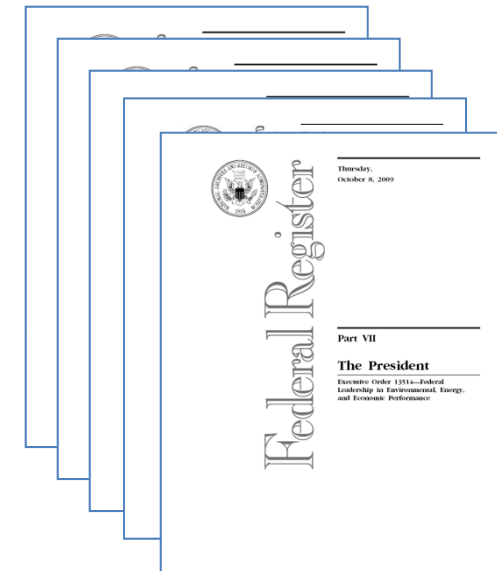 Thursday,
October 8, 2009
Federal Register
Part VII
The President
Executive Order 13514—Federal
Leadership in Environmental, Energy,
and Economic Performance